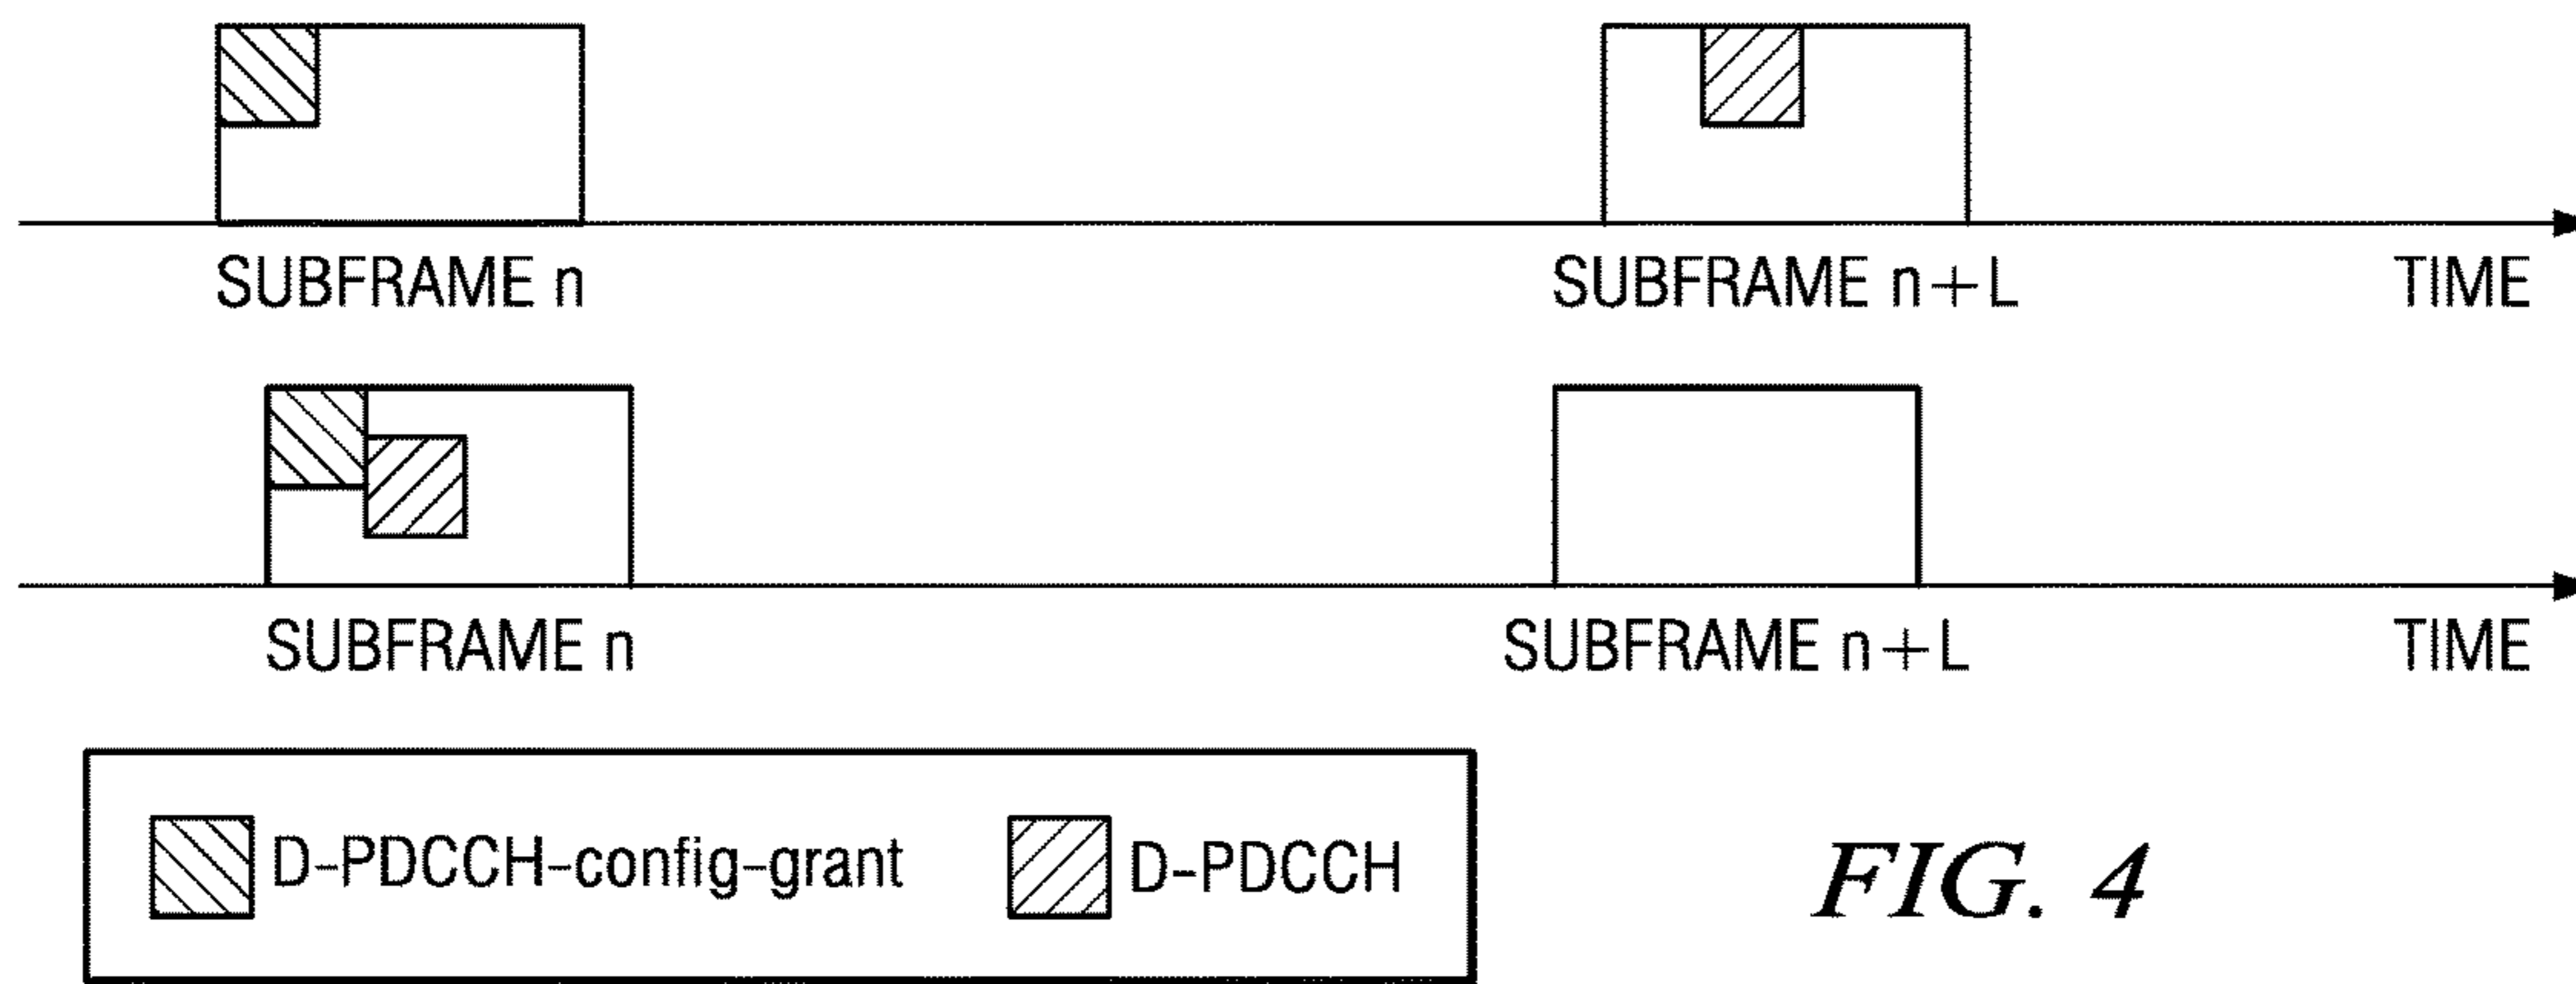 SUBFRAME n SUBFRAME n+L TIME
SUBFRAME n SUBFRAME n+L TIME
D-PDCCH-config-grant D-PDCCH
FIG. 4